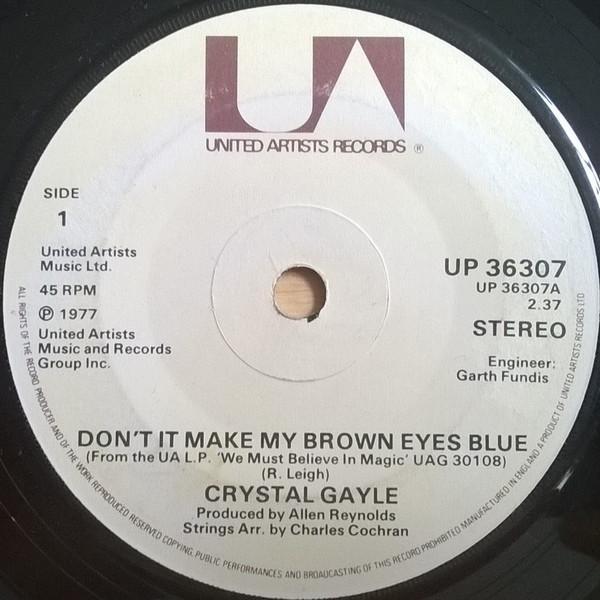 UA
UNITED ARTISTS RECORDS ®
SIDE
1
United Artists
Music Ltd.
45 RPM
℗ 1977
United Artists
Music and Records
Group Inc.
UP 36307
UP 36307A
2.37
STEREO
Engineer:
Garth Fundis
DON'T IT MAKE MY BROWN EYES BLUE
(From the UA L.P. 'We Must Believe In Magic' UAG 30108)
(R. Leigh)
CRYSTAL GAYLE
Produced by Allen Reynolds
Strings Arr. by Charles Cochran
ALL RIGHTS OF THE RECORD PRODUCER AND OF THE WORK REPRODUCED RESERVED COPYING, PUBLIC PERFORMANCES AND BROADCASTING OF THIS RECORD PROHIBITED MANUFACTURED IN ENGLAND A PRODUCT OF UNITED ARTISTS RECORDS LTD